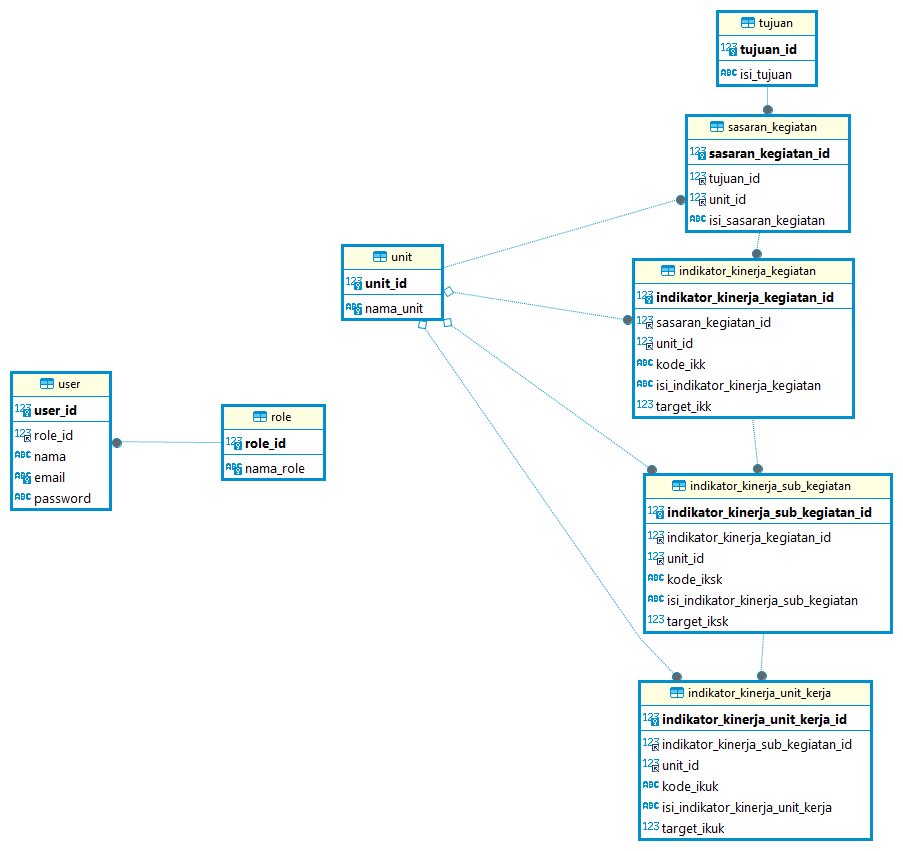 tujuan
tujuan_id
isi_tujuan
sasaran_kegiatan
sasaran_kegiatan_id
tujuan_id
unit_id
isi_sasaran_kegiatan
unit
unit_id
nama_unit
indikator_kinerja_kegiatan
indikator_kinerja_kegiatan_id
sasaran_kegiatan_id
unit_id
kode_ikk
isi_indikator_kinerja_kegiatan
target_ikk
user
user_id
role_id
nama
email
password
role
role_id
nama_role
indikator_kinerja_sub_kegiatan
indikator_kinerja_sub_kegiatan_id
indikator_kinerja_kegiatan_id
unit_id
kode_iksk
isi_indikator_kinerja_sub_kegiatan
target_iksk
indikator_kinerja_unit_kerja
indikator_kinerja_unit_kerja_id
indikator_kinerja_sub_kegiatan_id
unit_id
kode_ikuk
isi_indikator_kinerja_unit_kerja
target_ikuk